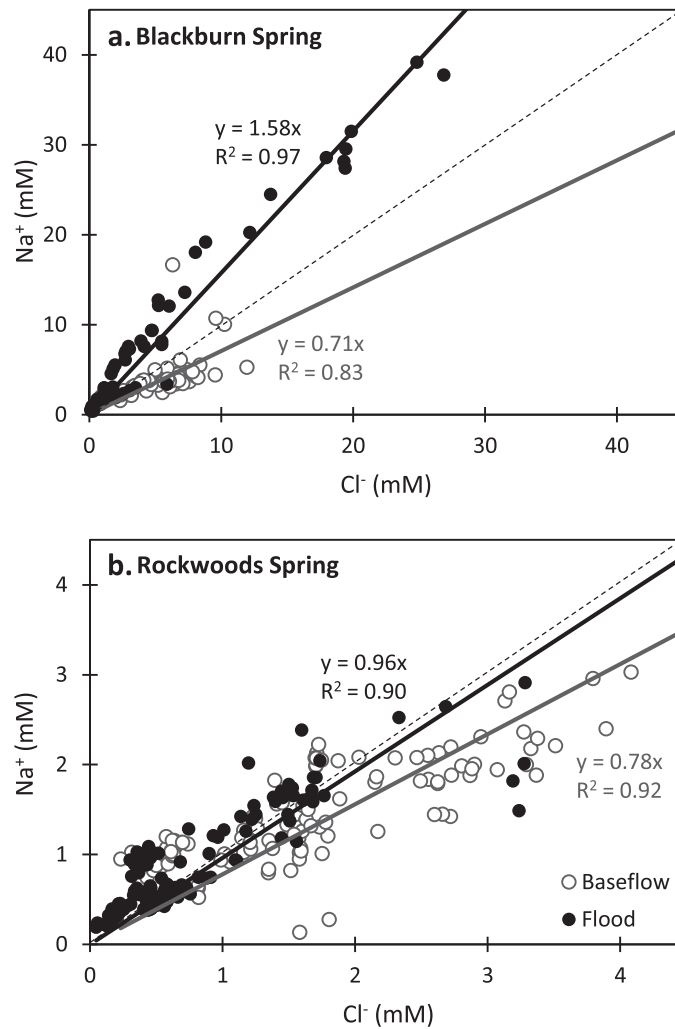 a. Blackburn Spring
40
30
20
10
0
y = 1.58x
R² = 0.97
y = 0.71x
R² = 0.83
Na⁺ (mM)
0 10 20 30 40
Cl⁻ (mM)
b. Rockwoods Spring
4
3
2
1
0
y = 0.96x
R² = 0.90
y = 0.78x
R² = 0.92
Baseflow
Flood
Na⁺ (mM)
0 1 2 3 4
Cl⁻ (mM)